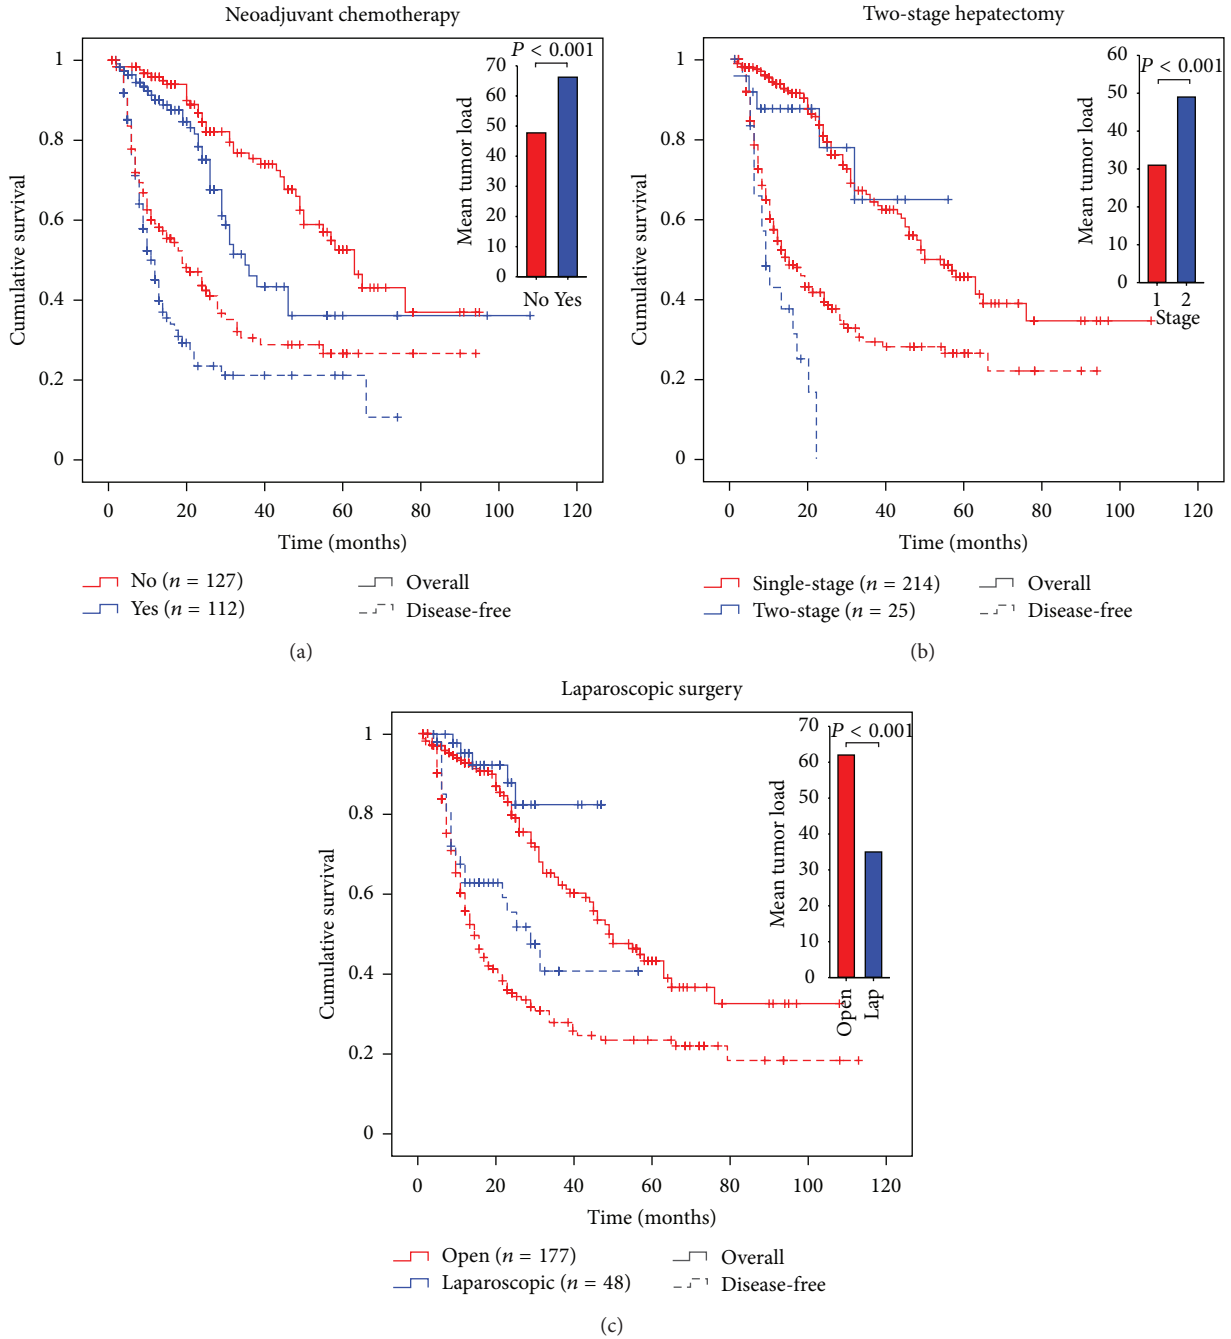 Neoadjuvant chemotherapy
Cumulative survival
1
0.8
0.6
0.4
0.2
0
0 20 40 60 80 100 120
Time (months)
P < 0.001
Mean tumor load
70
60
50
40
30
20
10
0
No Yes
No (n = 127)
Yes (n = 112)
Overall
Disease-free
(a)
Two-stage hepatectomy
Cumulative survival
1
0.8
0.6
0.4
0.2
0
0 20 40 60 80 100 120
Time (months)
P < 0.001
Mean tumor load
60
50
40
30
20
10
0
1 2
Stage
Single-stage (n = 214)
Two-stage (n = 25)
Overall
Disease-free
(b)
Laparoscopic surgery
Cumulative survival
1
0.8
0.6
0.4
0.2
0
0 20 40 60 80 100 120
Time (months)
P < 0.001
Mean tumor load
70
60
50
40
30
20
10
0
Open
Lap
Open (n = 177)
Laparoscopic (n = 48)
Overall
Disease-free
(c)